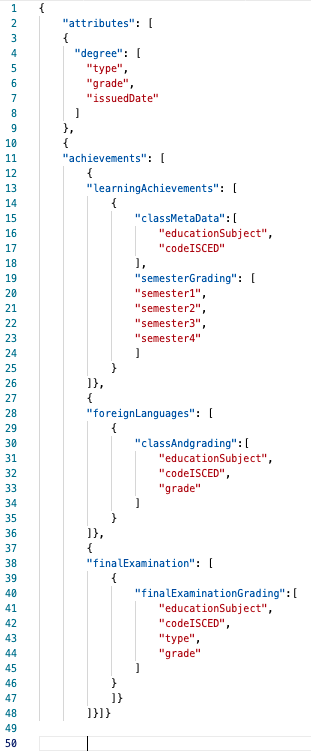 1 {
2 "attributes": [
3 {
4 "degree": [
5 "type",
6 "grade",
7 "issuedDate"
8 ]
9 },
10 {
11 "achievements": [
12 {
13 "learningAchievements": [
14 {
15 "classMetaData":[
16 "educationSubject",
17 "codeISCED"
18 ],
19 "semesterGrading": [
20 "semester1",
21 "semester2",
22 "semester3",
23 "semester4"
24 ]
25 }
26 ]},
27 {
28 "foreignLanguages": [
29 {
30 "classAndgrading":[
31 "educationSubject",
32 "codeISCED",
33 "grade"
34 ]
35 }
36 ]},
37 {
38 "finalExamination": [
39 {
40 "finalExaminationGrading":[
41 "educationSubject",
42 "codeISCED",
43 "type",
44 "grade"
45 ]
46 }
47 ]}
48 ]}]}
49
50